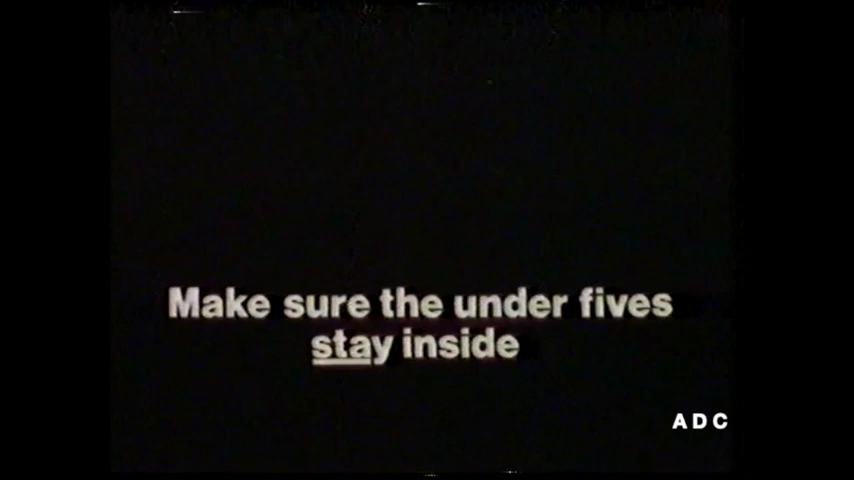 Make sure the under fives
stay inside
ADC